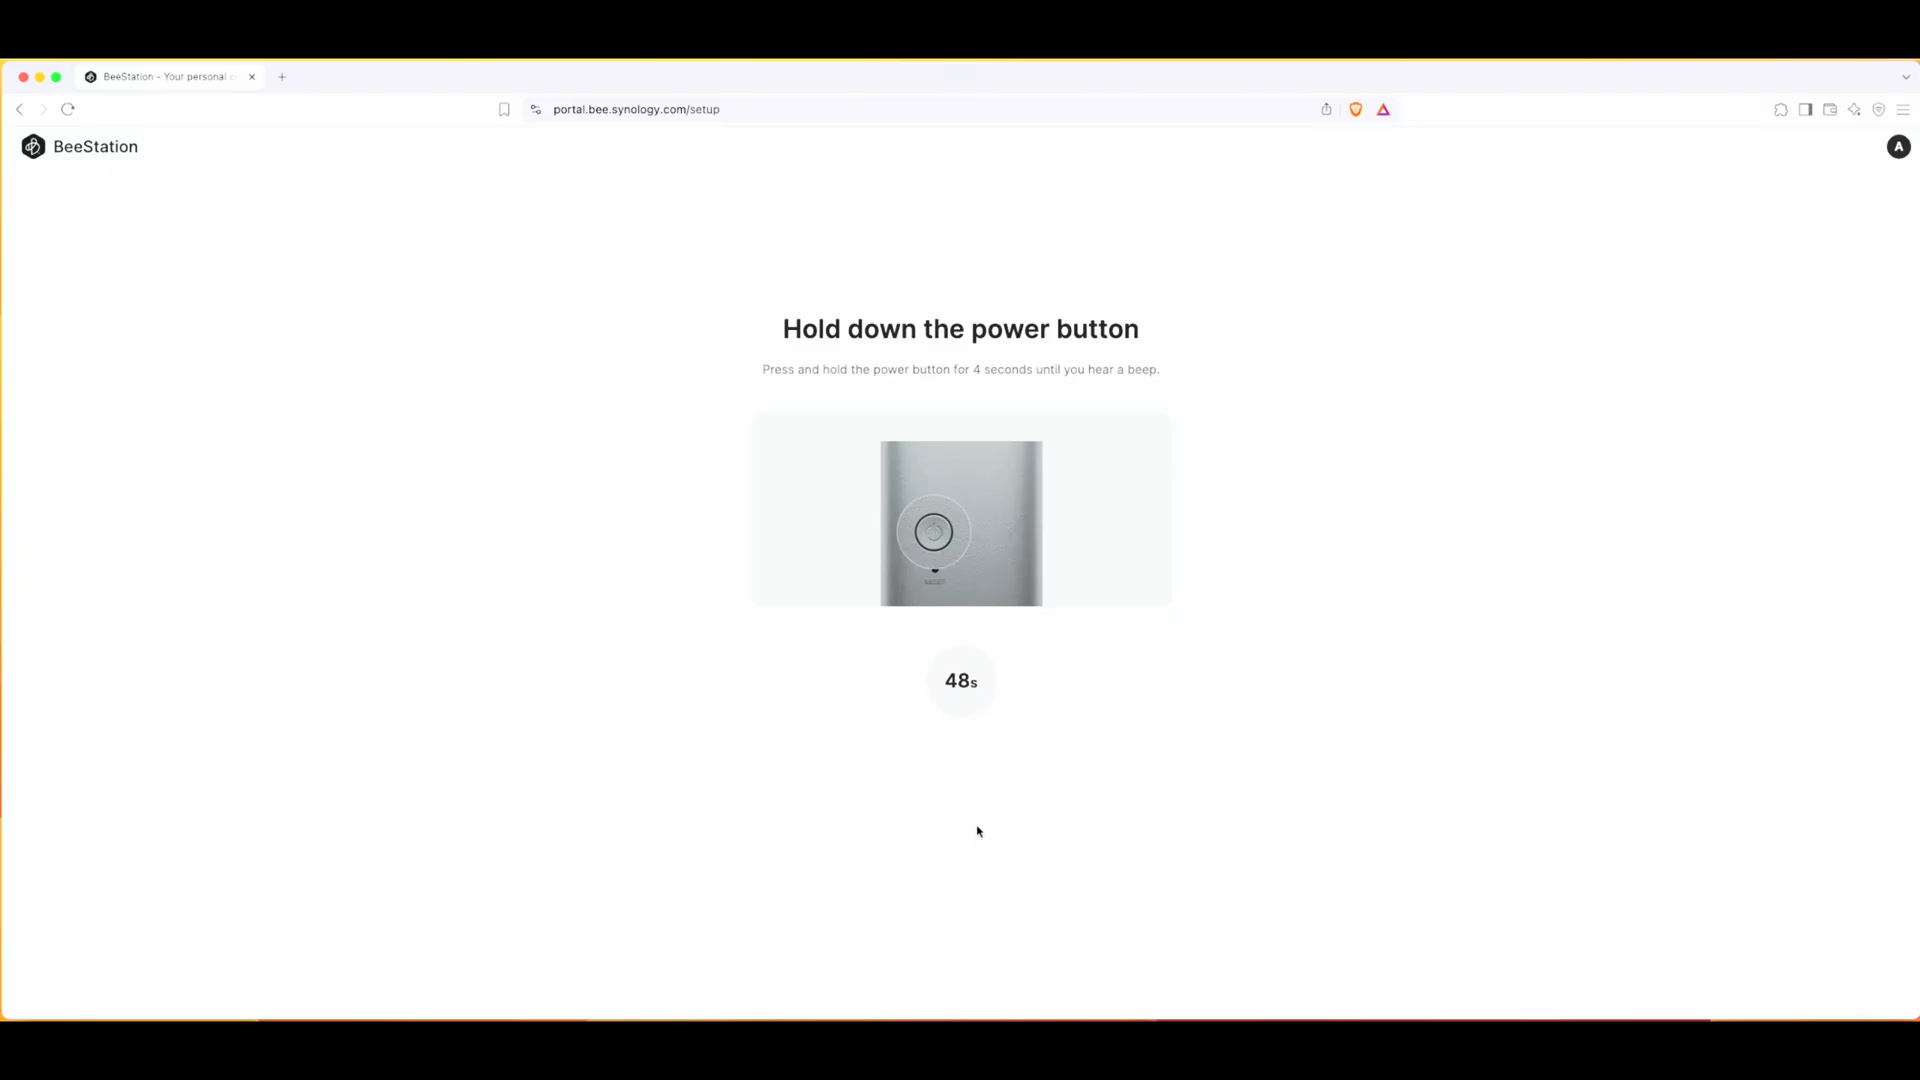 BeeStation - Your personal c
portal.bee.synology.com/setup
BeeStation
A
Hold down the power button
Press and hold the power button for 4 seconds until you hear a beep.
48s